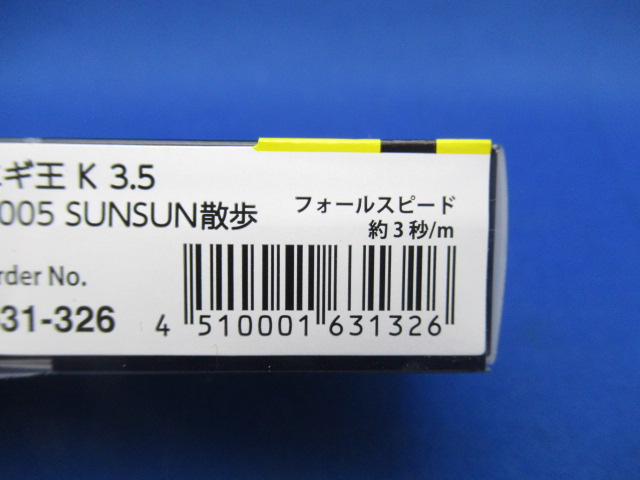 ギ王 K 3.5
005 SUNSUN散歩
フォールスピード
約3秒/m
rder No.
31-326
4 510001 631326